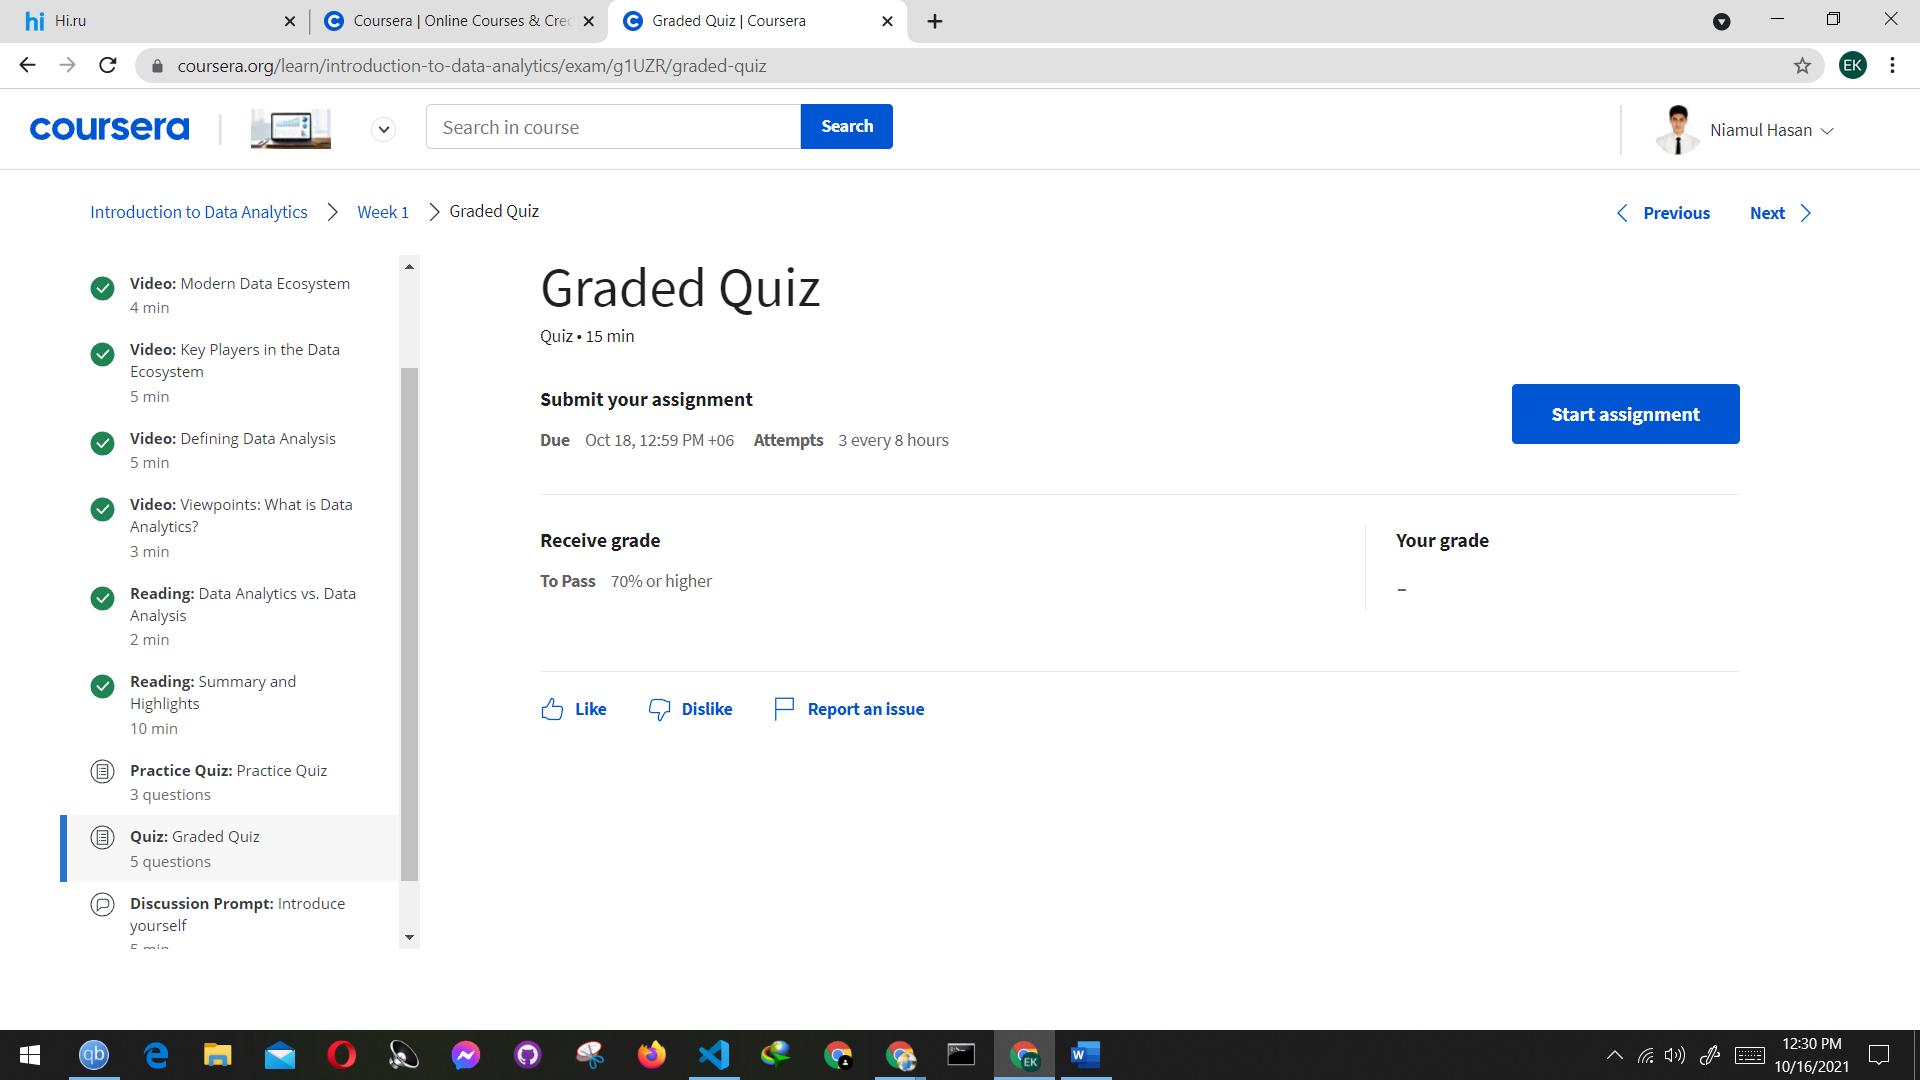 hi Hi.ru
Coursera | Online Courses & Cre
Graded Quiz | Coursera
coursera.org/learn/introduction-to-data-analytics/exam/g1UZR/graded-quiz
EK
coursera
Search in course
Search
Niamul Hasan
Introduction to Data Analytics
Week 1
Graded Quiz
Previous
Next
Video: Modern Data Ecosystem
4 min
Video: Key Players in the Data
Ecosystem
5 min
Video: Defining Data Analysis
5 min
Video: Viewpoints: What is Data
Analytics?
3 min
Reading: Data Analytics vs. Data
Analysis
2 min
Reading: Summary and
Highlights
10 min
Practice Quiz: Practice Quiz
3 questions
Quiz: Graded Quiz
5 questions
Discussion Prompt: Introduce
yourself
5 min
Graded Quiz
Quiz • 15 min
Submit your assignment
Due Oct 18, 12:59 PM +06 Attempts 3 every 8 hours
Start assignment
Receive grade
To Pass 70% or higher
Your grade
–
Like
Dislike
Report an issue
qb
EK
W
12:30 PM
10/16/2021